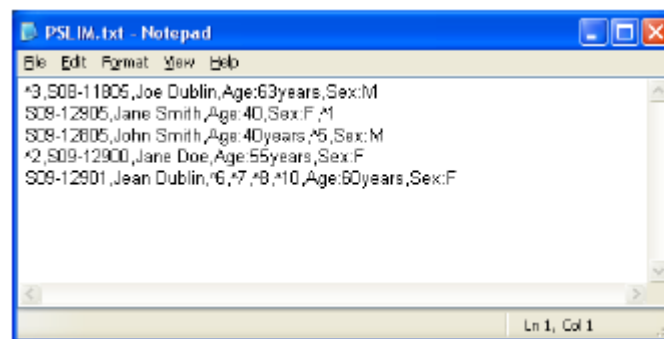 PSLIM.txt - Notepad
File Edit Format View Help
^3,S08-11805,Joe Dublin,Age:63years,Sex:M
S09-12905,Jane Smith,Age:40,Sex:F,^1
S09-12805,John Smith,Age:40years,^5,Sex:M
^2,S09-12900,Jane Doe,Age:55years,Sex:F
S09-12901,Jean Dublin,^6,^7,^8,^10,Age:60years,Sex:F
Ln 1, Col 1